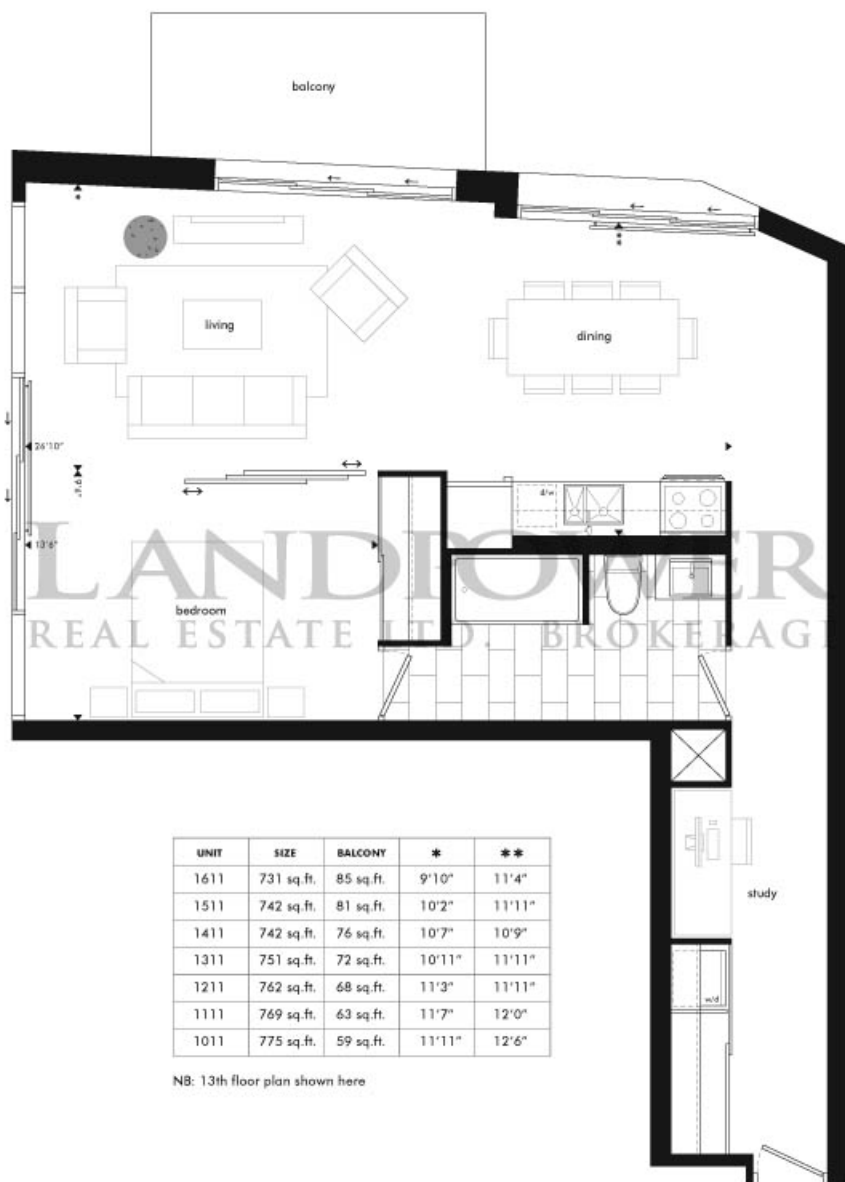 balcony
*
**
living
dining
26'10"
9'6"
d/w
13'6"
LANDPOWER
REAL ESTATE LTD. BROKERAGE
bedroom
UNIT SIZE BALCONY * **
1611 731 sq.ft. 85 sq.ft. 9'10" 11'4"
1511 742 sq.ft. 81 sq.ft. 10'2" 11'11"
1411 742 sq.ft. 76 sq.ft. 10'7" 10'9"
1311 751 sq.ft. 72 sq.ft. 10'11" 11'11"
1211 762 sq.ft. 68 sq.ft. 11'3" 11'11"
1111 769 sq.ft. 63 sq.ft. 11'7" 12'0"
1011 775 sq.ft. 59 sq.ft. 11'11" 12'6"
study
w/d
NB: 13th floor plan shown here